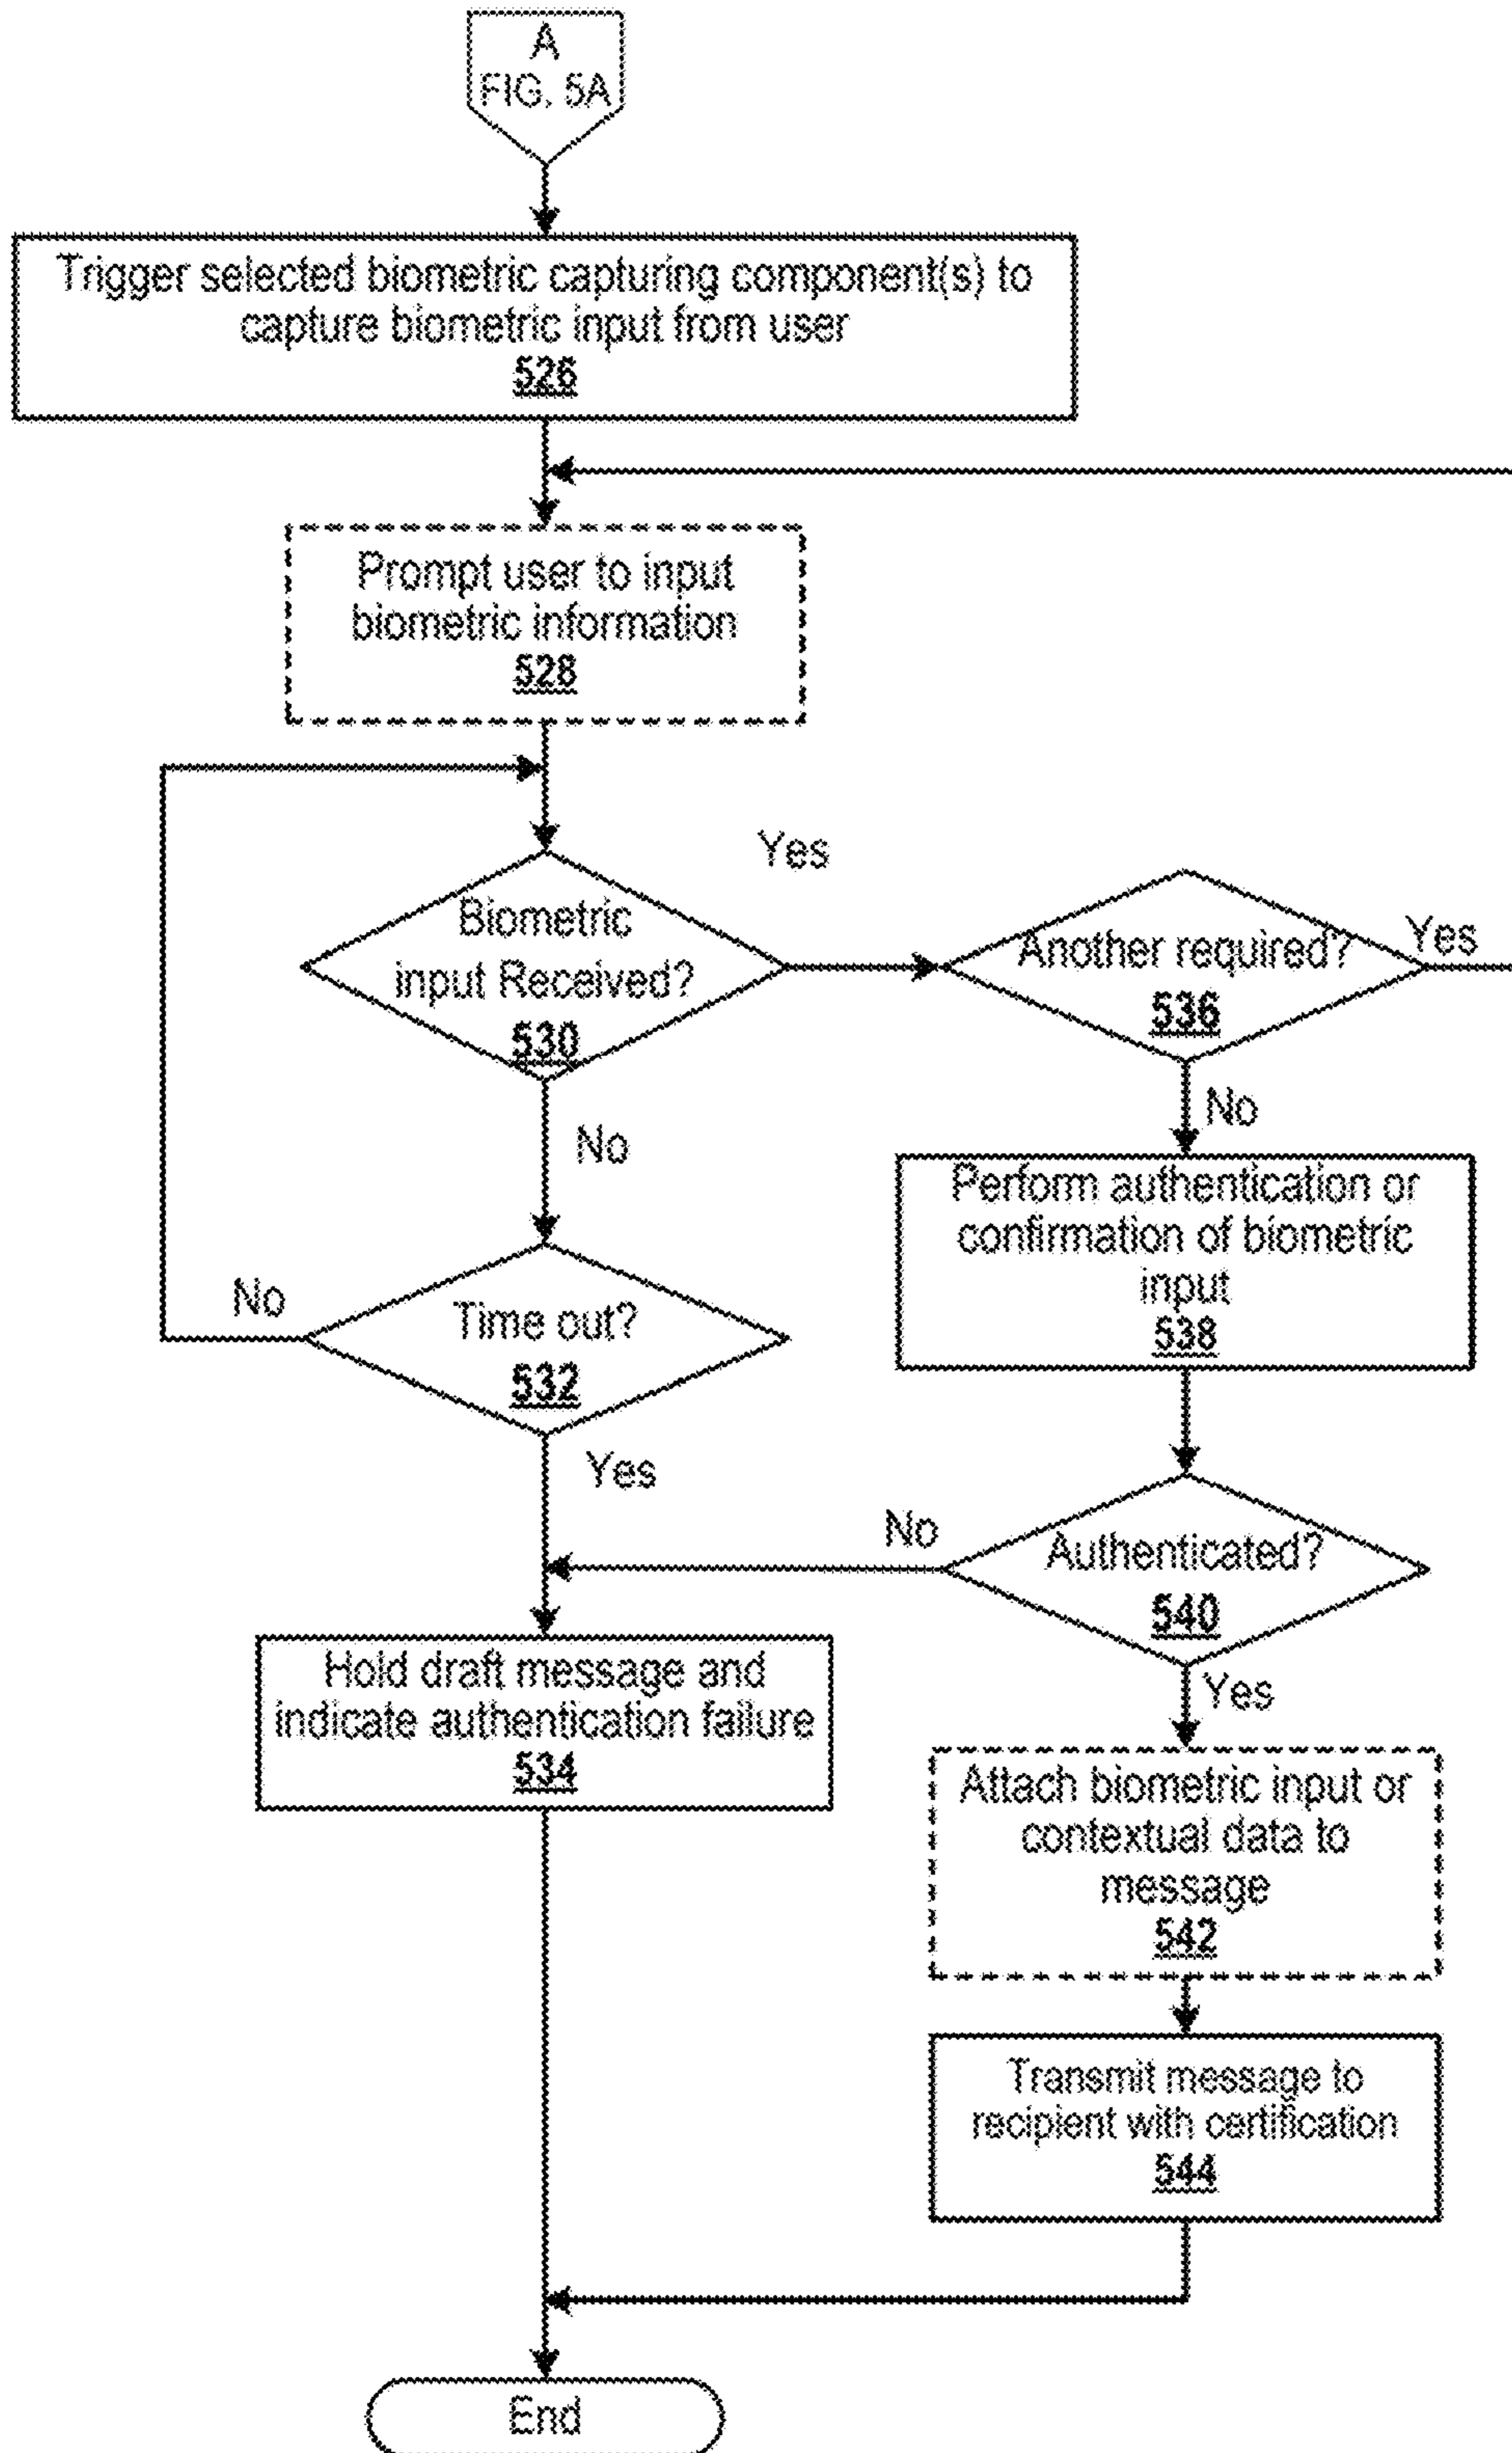 A
FIG. 5A
Trigger selected biometric capturing component(s) to
capture biometric input from user
526
Prompt user to input
biometric information
528
Yes
Biometric
input Received?
530
Another required?
536
Yes
No
No
Perform authentication or
confirmation of biometric
input
538
No
Time out?
532
Yes
No
Authenticated?
540
Hold draft message and
indicate authentication failure
534
Yes
Attach biometric input or
contextual data to
message
542
Transmit message to
recipient with certification
544
End